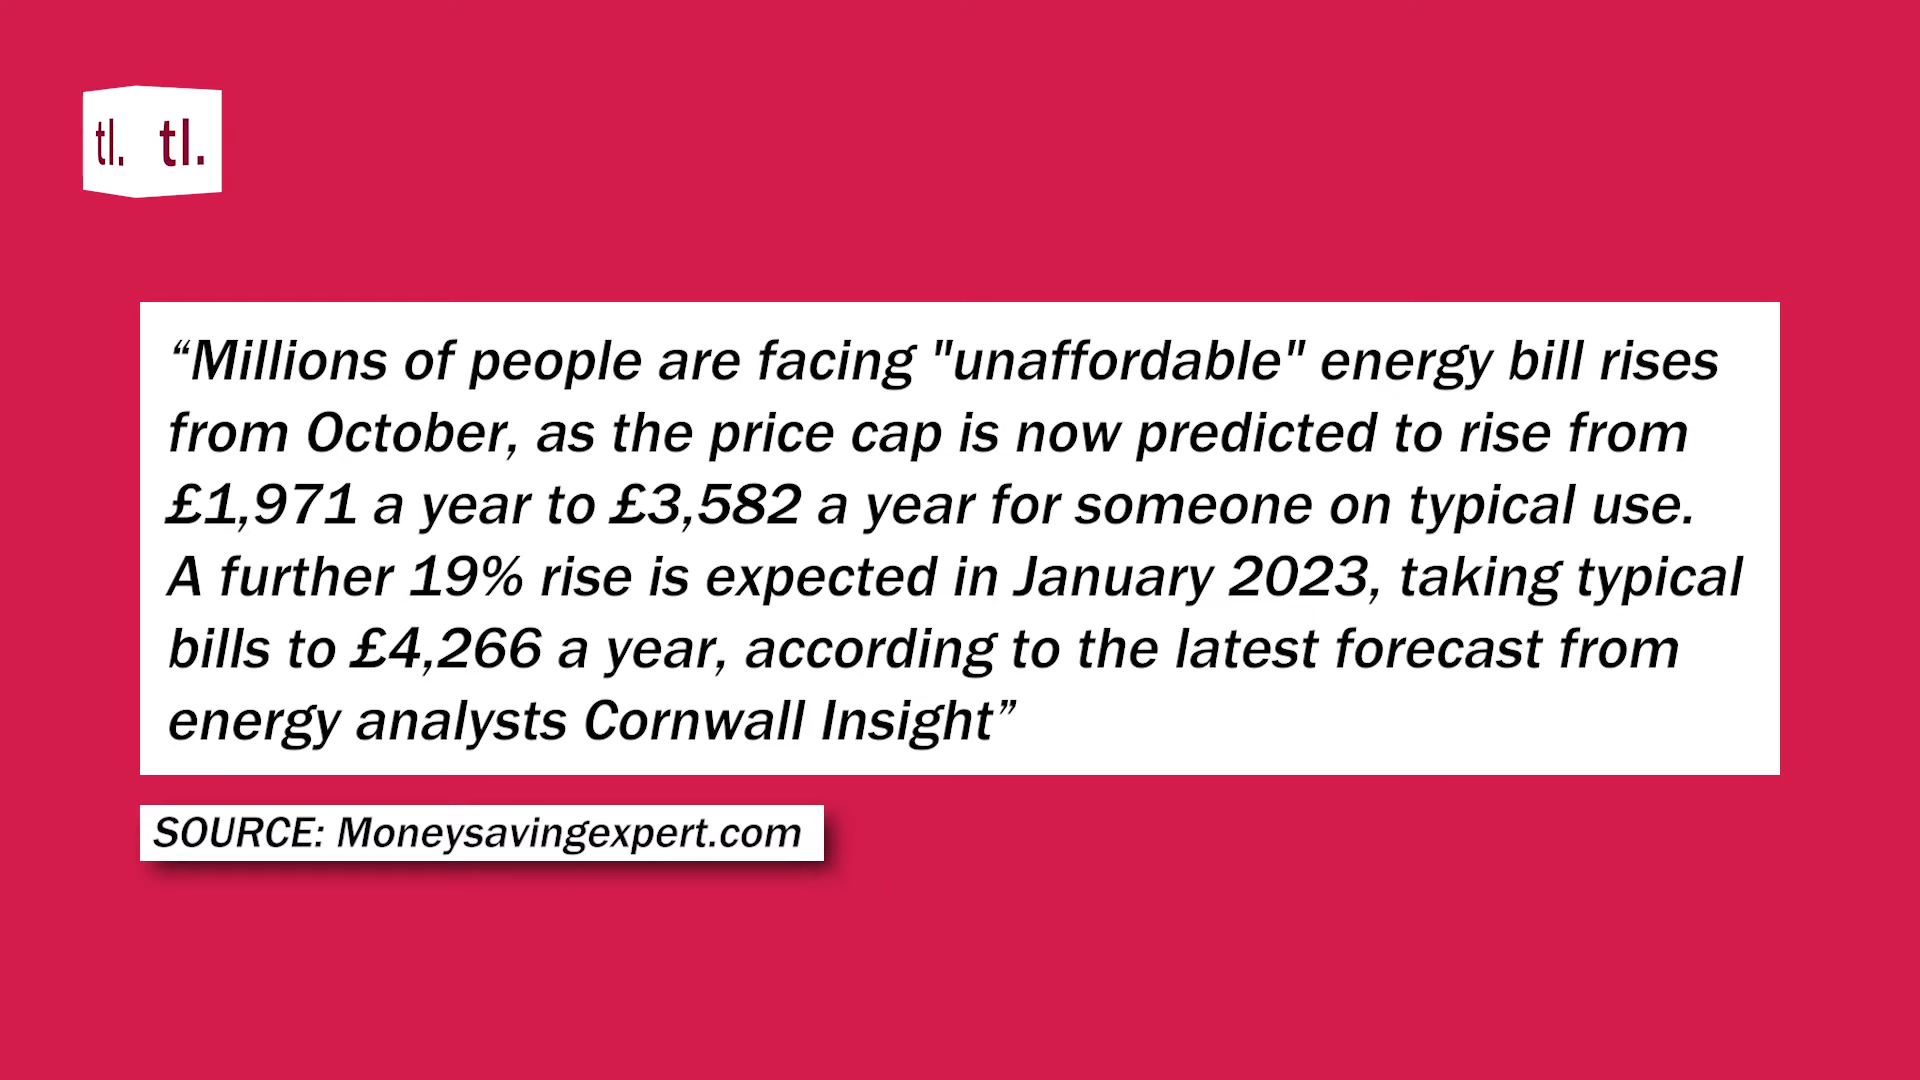 tl. tl.
“Millions of people are facing "unaffordable" energy bill rises
from October, as the price cap is now predicted to rise from
£1,971 a year to £3,582 a year for someone on typical use.
A further 19% rise is expected in January 2023, taking typical
bills to £4,266 a year, according to the latest forecast from
energy analysts Cornwall Insight”
SOURCE: Moneysavingexpert.com